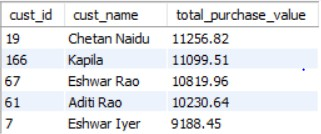 cust_id cust_name total_purchase_value
19 Chetan Naidu 11256.82
166 Kapila 11099.51
67 Eshwar Rao 10819.96
61 Aditi Rao 10230.64
7 Eshwar Iyer 9188.45